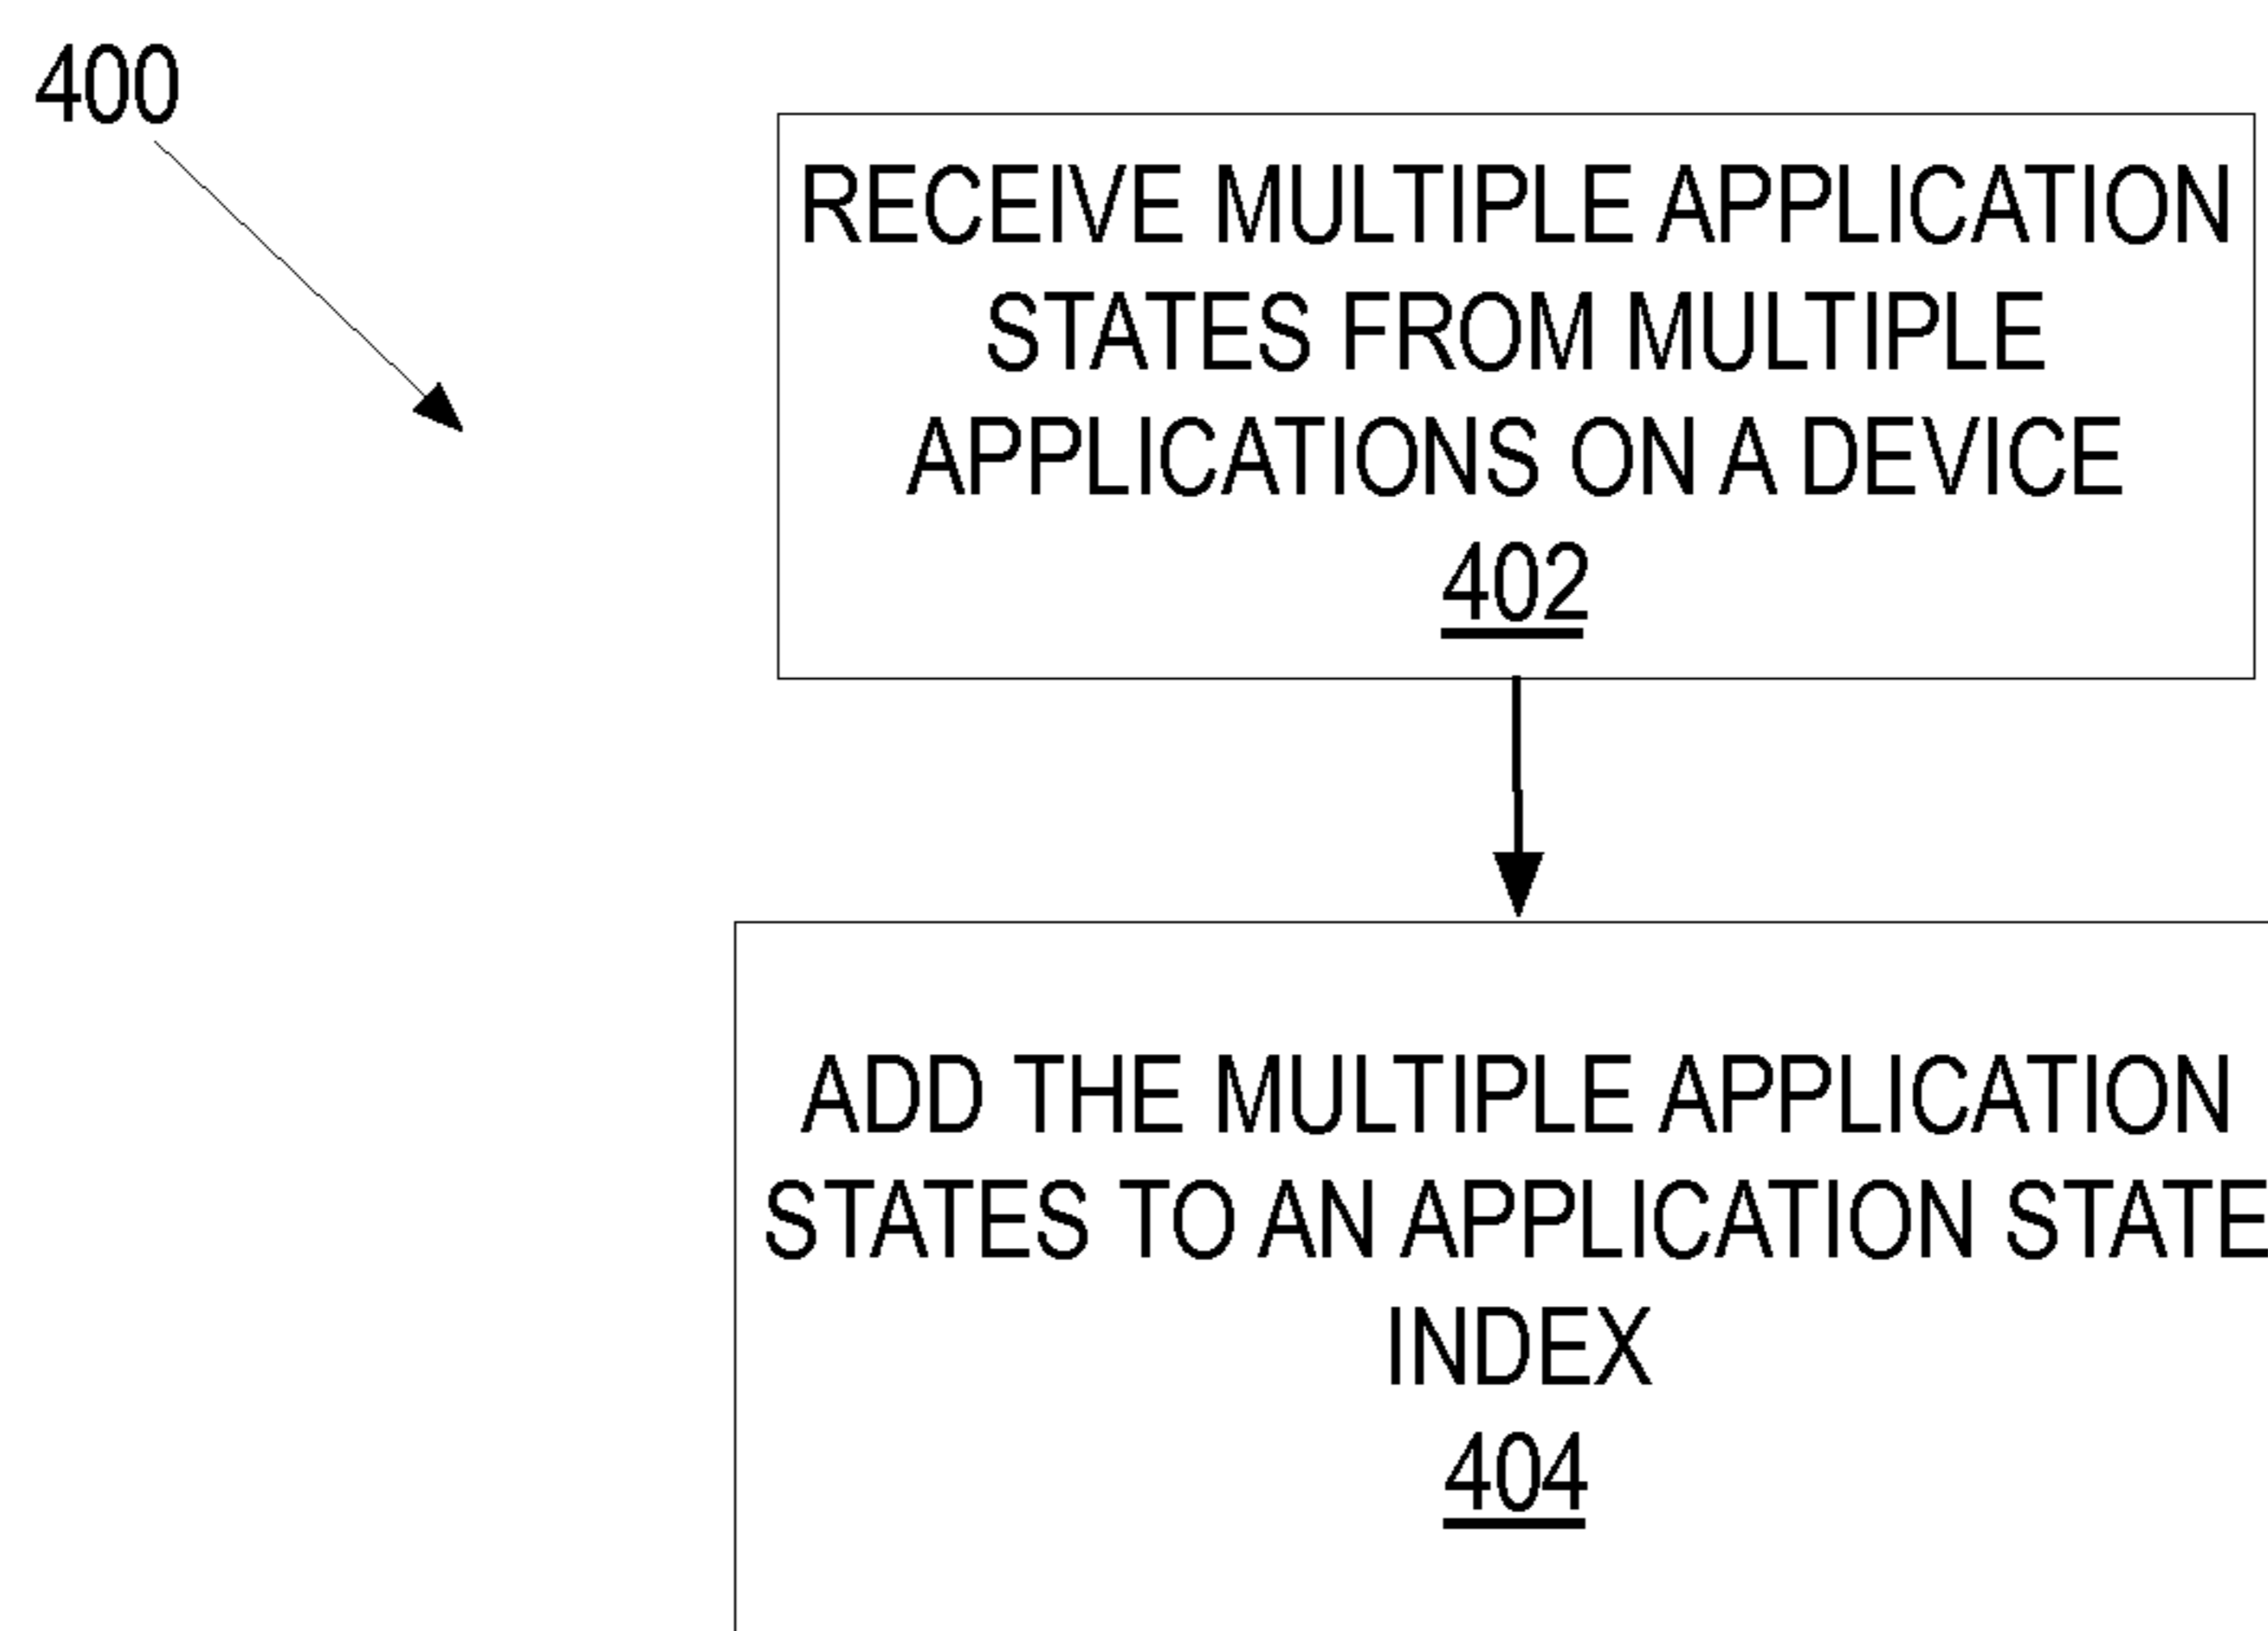 400
RECEIVE MULTIPLE APPLICATION
STATES FROM MULTIPLE
APPLICATIONS ON A DEVICE
402
ADD THE MULTIPLE APPLICATION
STATES TO AN APPLICATION STATE
INDEX
404